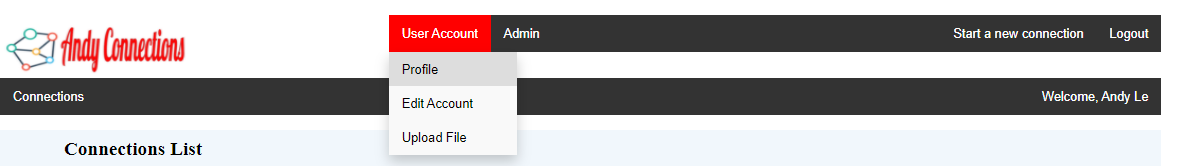 Andy Connections
User Account Admin Start a new connection Logout
Profile
Edit Account
Upload File
Connections Welcome, Andy Le
Connections List